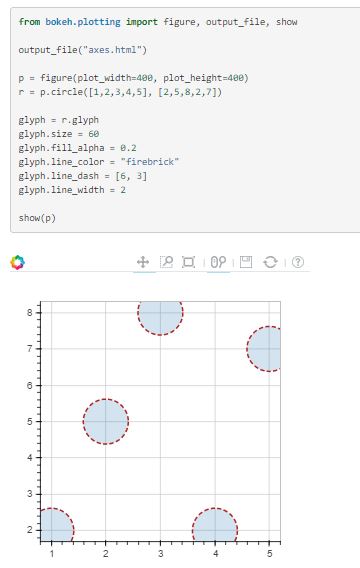 from bokeh.plotting import figure, output_file, show
output_file("axes.html")
p = figure(plot_width=400, plot_height=400)
r = p.circle([1,2,3,4,5], [2,5,8,2,7])
glyph = r.glyph
glyph.size = 60
glyph.fill_alpha = 0.2
glyph.line_color = "firebrick"
glyph.line_dash = [6, 3]
glyph.line_width = 2
show(p)
8
7
6
5
4
3
2
1 2 3 4 5